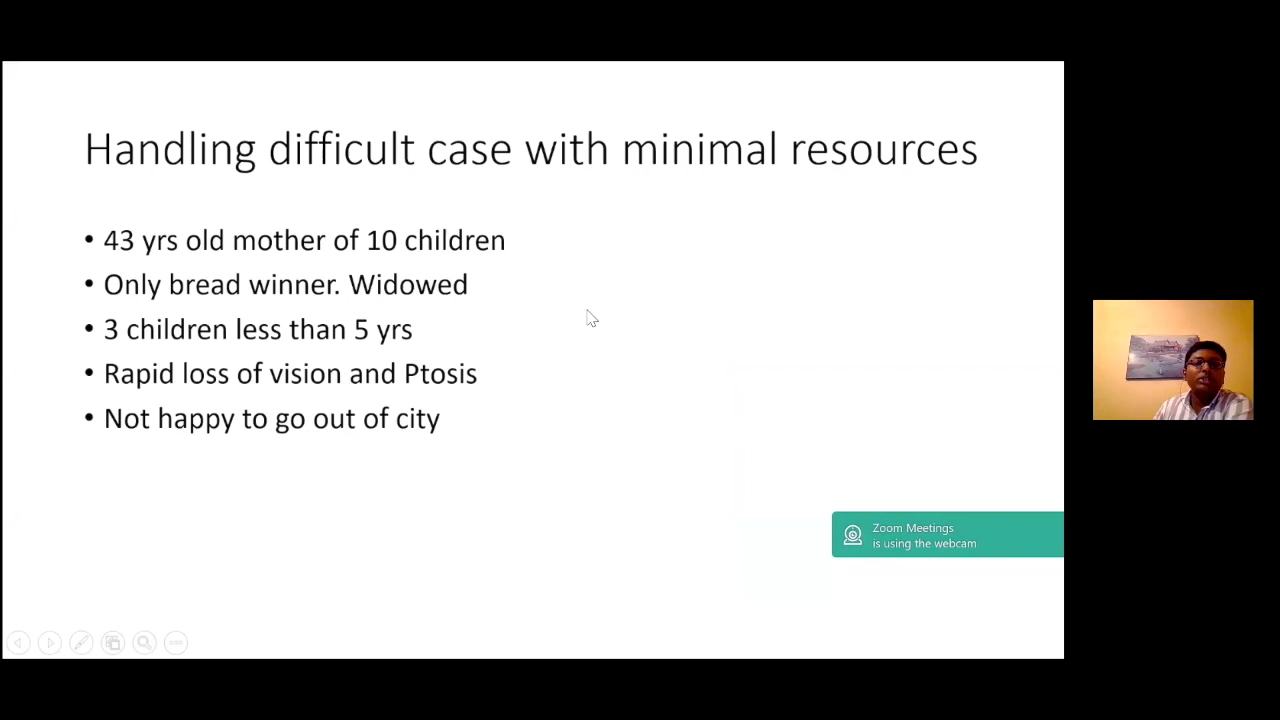 Handling difficult case with minimal resources
• 43 yrs old mother of 10 children
• Only bread winner. Widowed
• 3 children less than 5 yrs
• Rapid loss of vision and Ptosis
• Not happy to go out of city
Zoom Meetings
is using the webcam